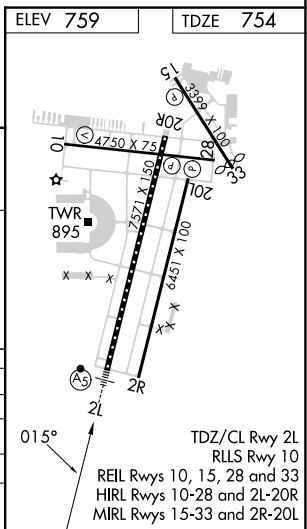 ELEV 759
TDZE 754
15
3399 X 100
P
20R
V
10
4750 X 75
28
33
P
P
20L
7571 X 150
6451 X 100
TWR
895
X X X
X X
A5
2R
2L
015°
TDZ/CL Rwy 2L
RLLS Rwy 10
REIL Rwys 10, 15, 28 and 33
HIRL Rwys 10-28 and 2L-20R
MIRL Rwys 15-33 and 2R-20L